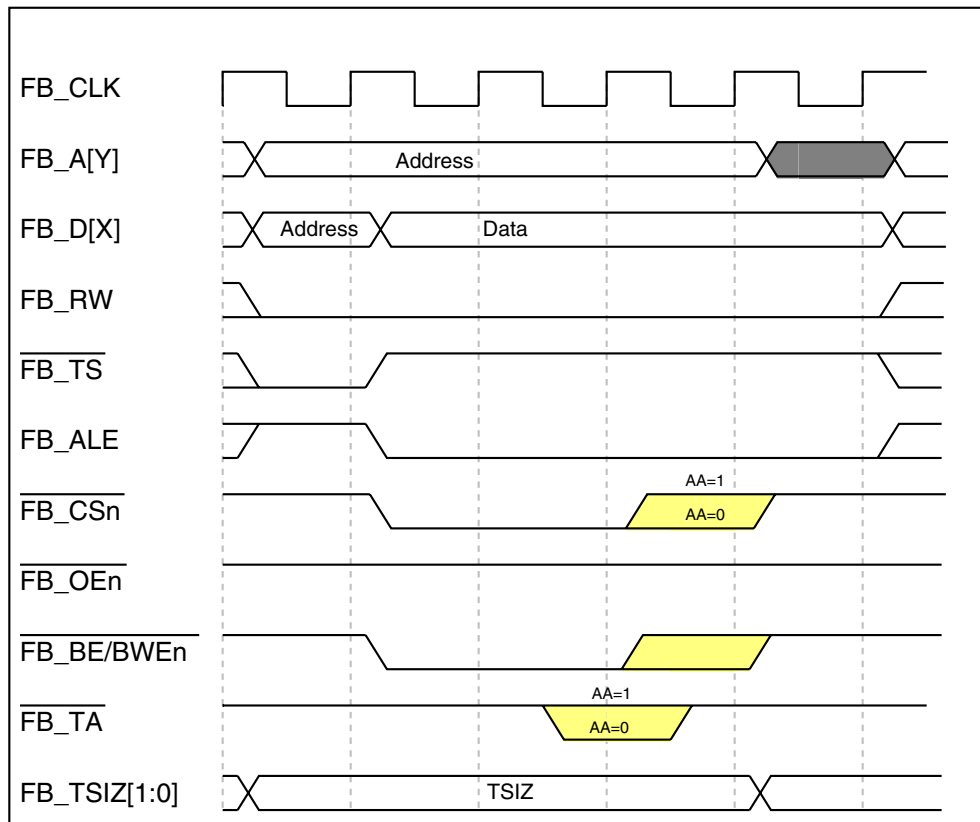 FB_CLK
FB_A[Y]
Address
FB_D[X]
Address
Data
FB_RW
FB_TS
FB_ALE
FB_CSn
AA=1
AA=0
FB_OEn
FB_BE/BWEn
FB_TA
AA=1
AA=0
FB_TSIZ[1:0]
TSIZ